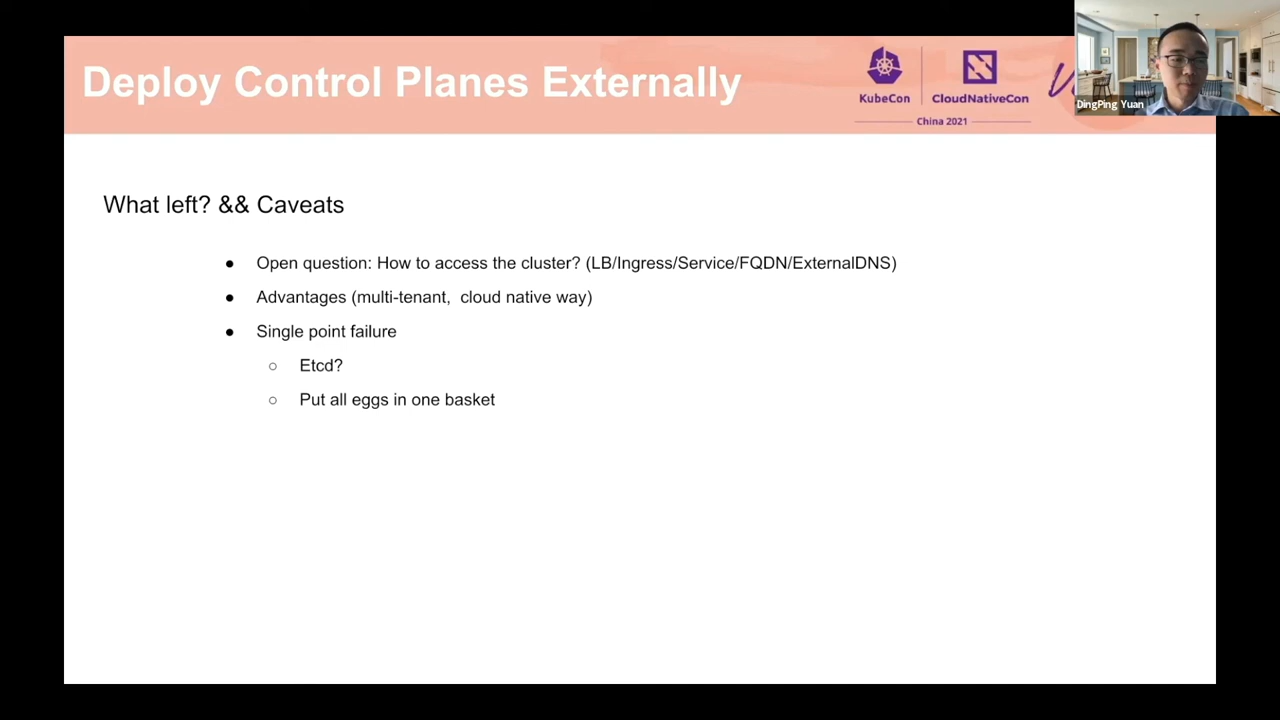 Deploy Control Planes Externally
KubeCon
CloudNativeCon
China 2021
DingPing Yuan
What left? && Caveats
● Open question: How to access the cluster? (LB/Ingress/Service/FQDN/ExternalDNS)
● Advantages (multi-tenant, cloud native way)
● Single point failure
○ Etcd?
○ Put all eggs in one basket